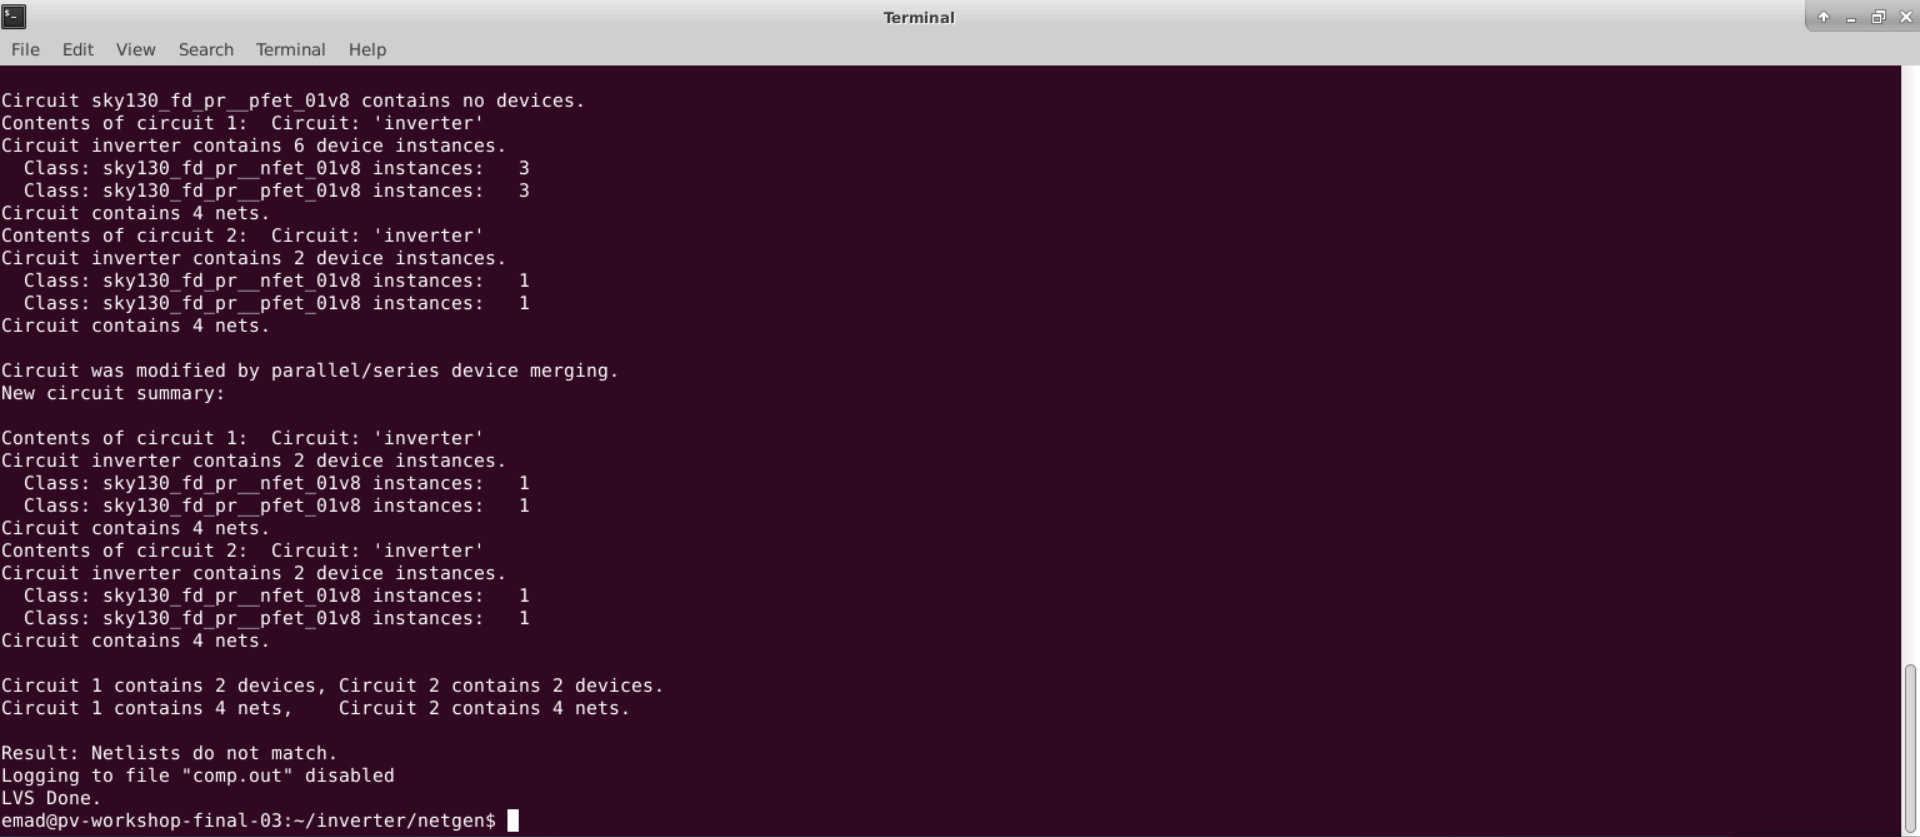 Terminal
File Edit View Search Terminal Help
Circuit sky130_fd_pr__pfet_01v8 contains no devices.
Contents of circuit 1:  Circuit: 'inverter'
Circuit inverter contains 6 device instances.
  Class: sky130_fd_pr__nfet_01v8 instances:   3
  Class: sky130_fd_pr__pfet_01v8 instances:   3
Circuit contains 4 nets.
Contents of circuit 2:  Circuit: 'inverter'
Circuit inverter contains 2 device instances.
  Class: sky130_fd_pr__nfet_01v8 instances:   1
  Class: sky130_fd_pr__pfet_01v8 instances:   1
Circuit contains 4 nets.

Circuit was modified by parallel/series device merging.
New circuit summary:

Contents of circuit 1:  Circuit: 'inverter'
Circuit inverter contains 2 device instances.
  Class: sky130_fd_pr__nfet_01v8 instances:   1
  Class: sky130_fd_pr__pfet_01v8 instances:   1
Circuit contains 4 nets.
Contents of circuit 2:  Circuit: 'inverter'
Circuit inverter contains 2 device instances.
  Class: sky130_fd_pr__nfet_01v8 instances:   1
  Class: sky130_fd_pr__pfet_01v8 instances:   1
Circuit contains 4 nets.

Circuit 1 contains 2 devices, Circuit 2 contains 2 devices.
Circuit 1 contains 4 nets,    Circuit 2 contains 4 nets.

Result: Netlists do not match.
Logging to file "comp.out" disabled
LVS Done.
emad@pv-workshop-final-03:~/inverter/netgen$